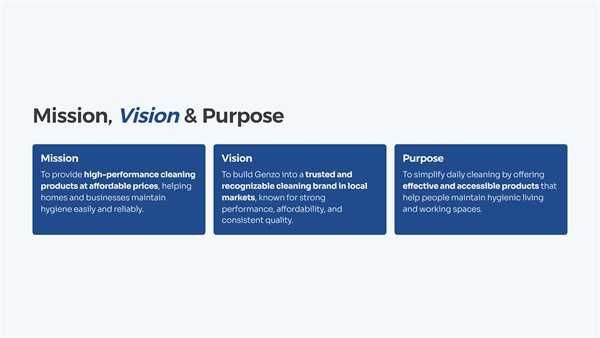 Mission, Vision & Purpose
Mission
To provide high-performance cleaning
products at affordable prices, helping
homes and businesses maintain
hygiene easily and reliably.
Vision
To build Genzo into a trusted and
recognizable cleaning brand in local
markets, known for strong
performance, affordability, and
consistent quality.
Purpose
To simplify daily cleaning by offering
effective and accessible products that
help people maintain hygienic living
and working spaces.